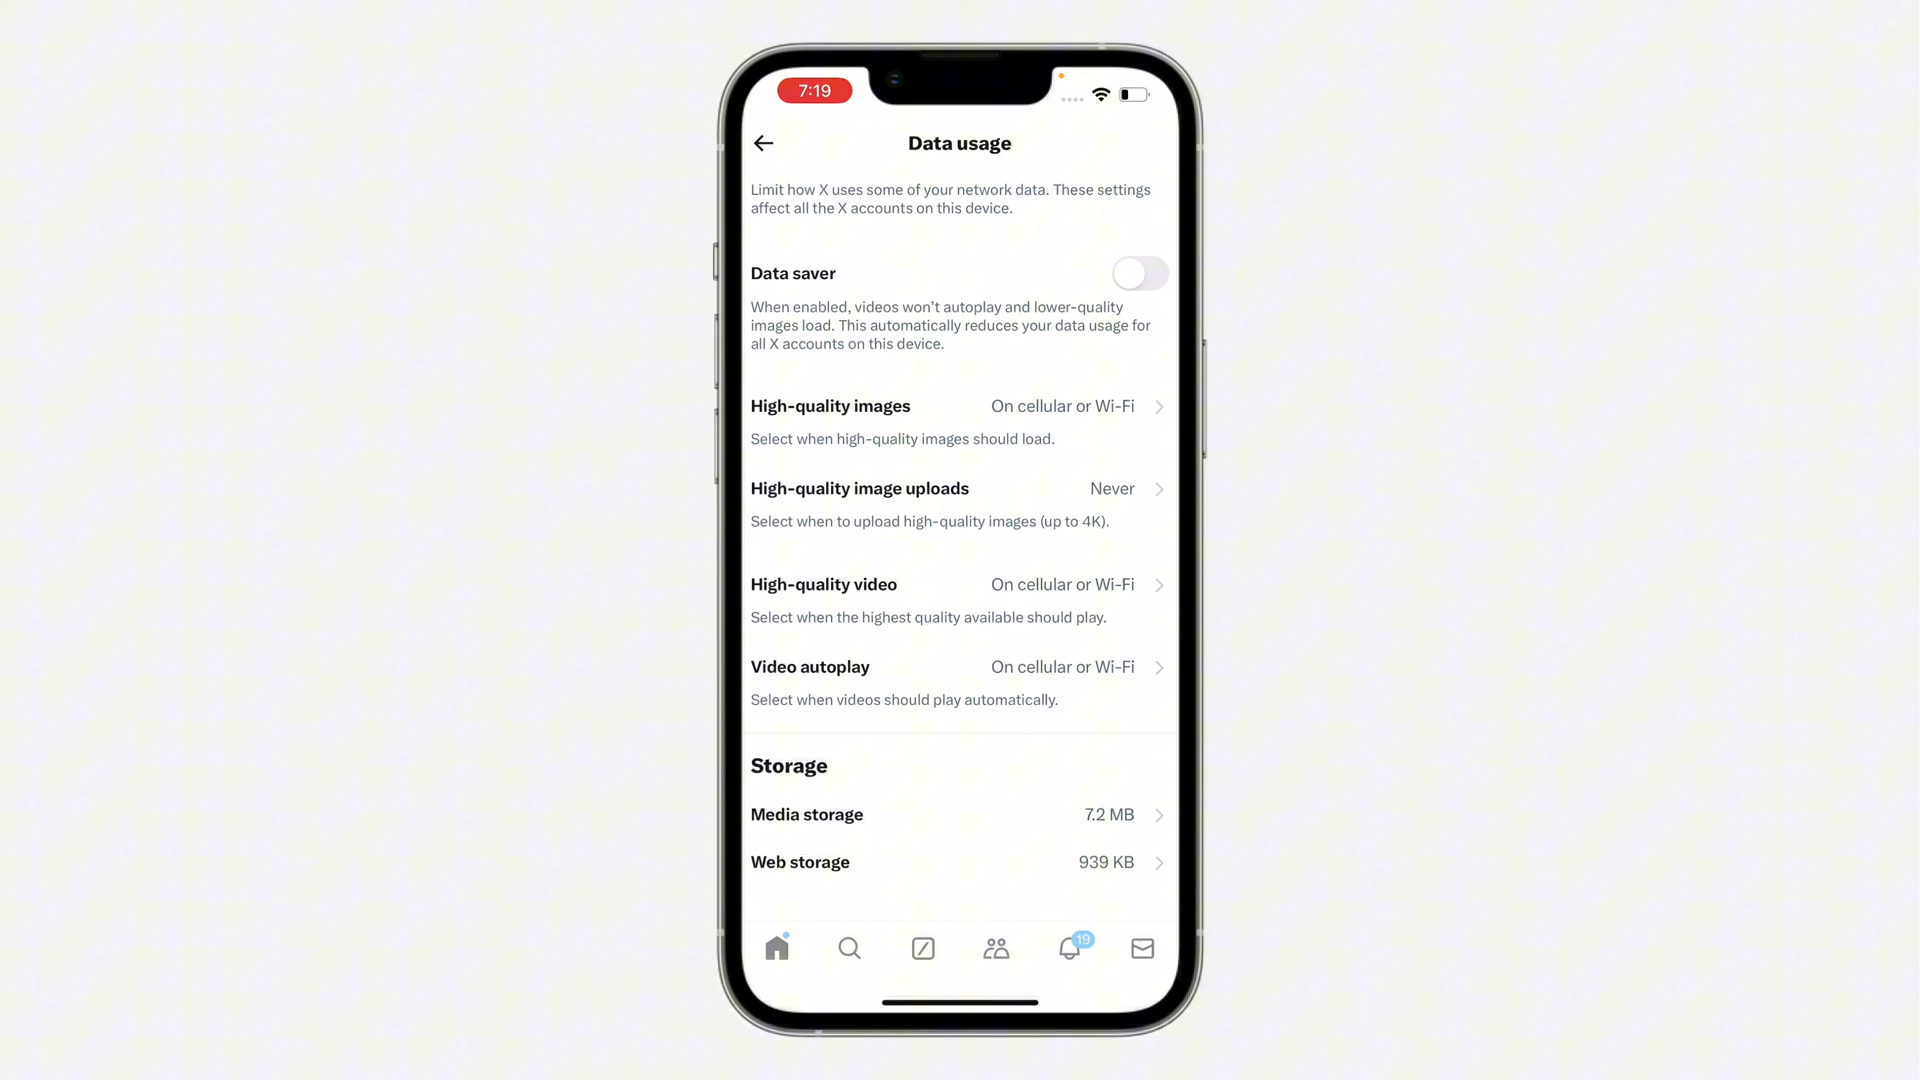 7:19
Data usage
Limit how X uses some of your network data. These settings
affect all the X accounts on this device.
Data saver
When enabled, videos won’t autoplay and lower-quality
images load. This automatically reduces your data usage for
all X accounts on this device.
High-quality images On cellular or Wi-Fi
Select when high-quality images should load.
High-quality image uploads Never
Select when to upload high-quality images (up to 4K).
High-quality video On cellular or Wi-Fi
Select when the highest quality available should play.
Video autoplay On cellular or Wi-Fi
Select when videos should play automatically.
Storage
Media storage 7.2 MB
Web storage 939 KB
19